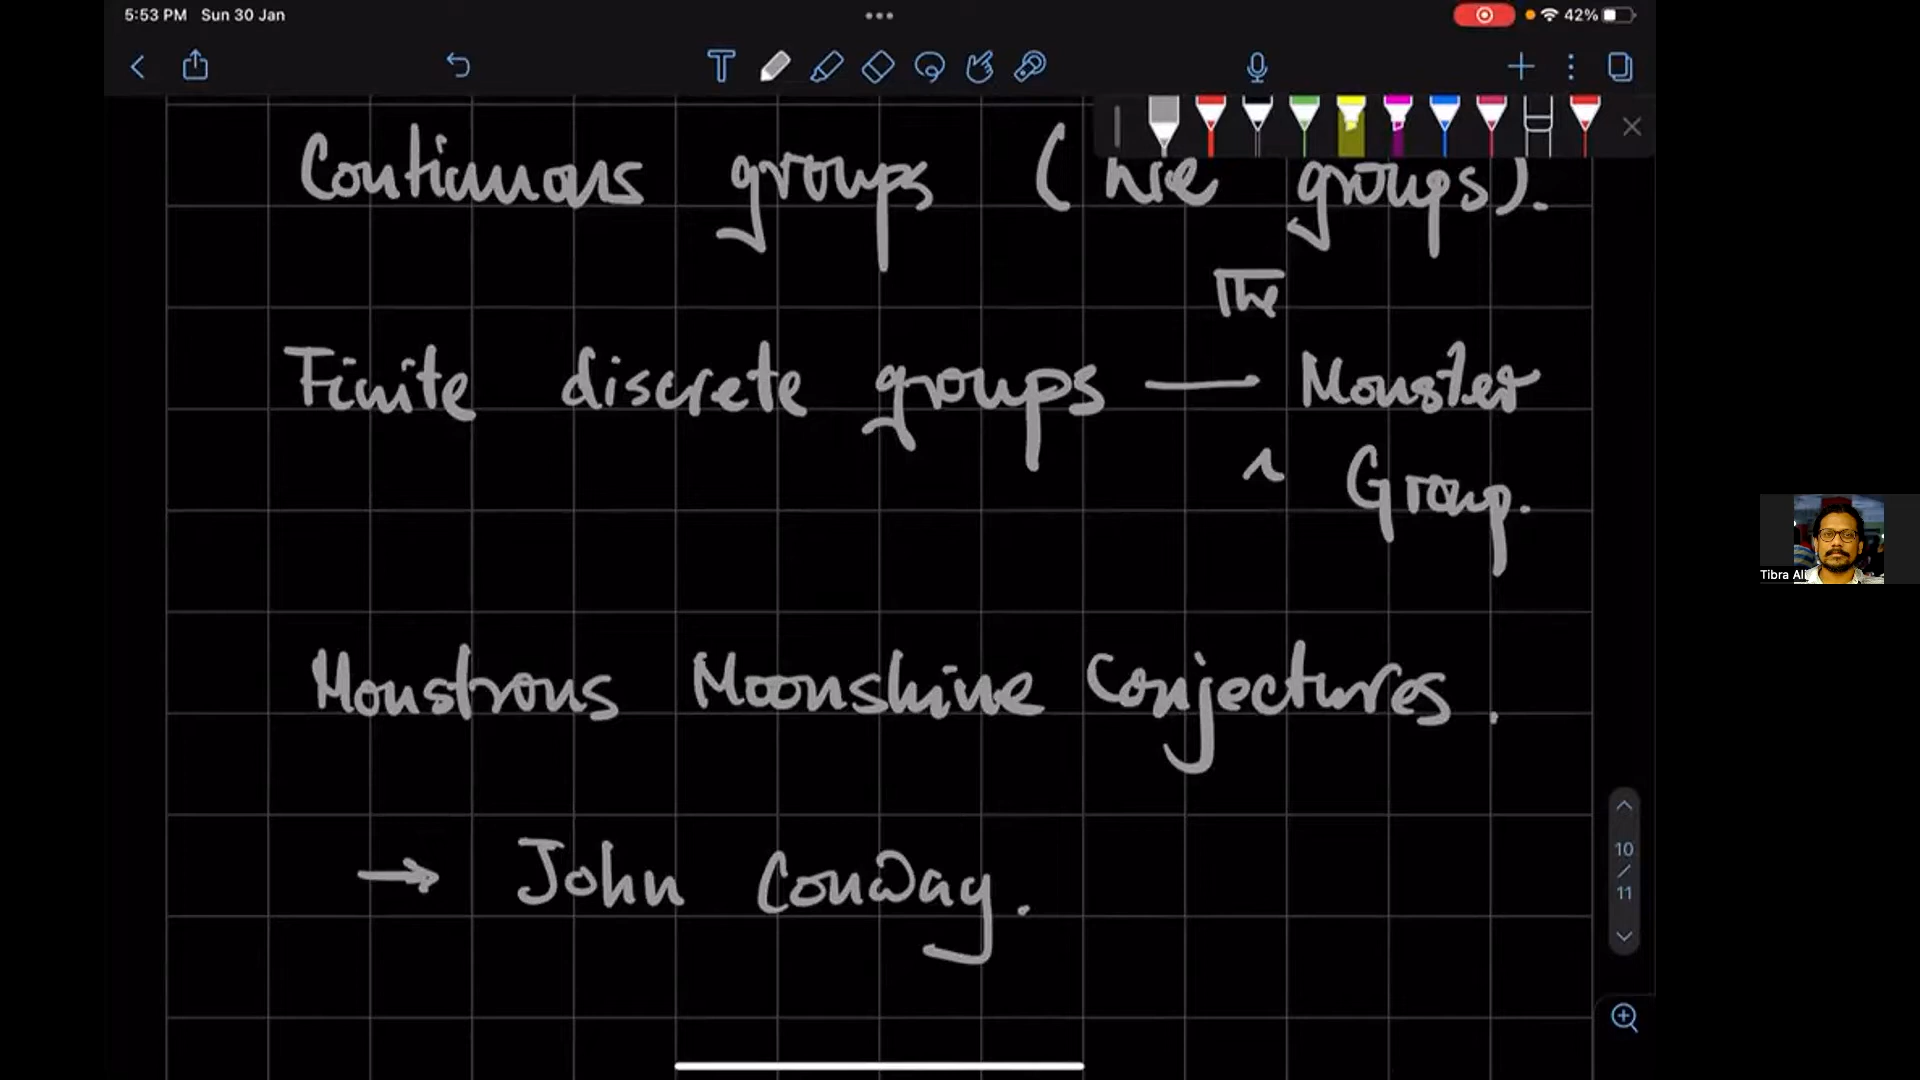 5:53 PM Sun 30 Jan
42%
Continuous groups (Lie groups).
The
Finite discrete groups — Monster
^ Group.
Monstrous Moonshine Conjectures.
→ John Conway.
10
/
11
Tibra Ali